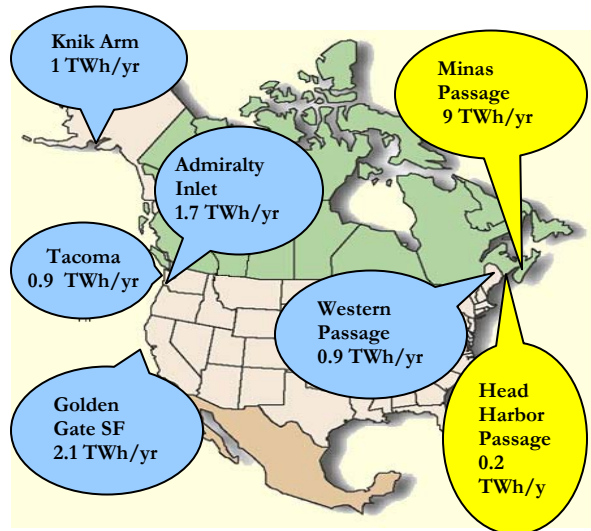 Knik Arm
1 TWh/yr
Minas
Passage
9 TWh/yr
Admiralty
Inlet
1.7 TWh/yr
Tacoma
0.9 TWh/yr
Western
Passage
0.9 TWh/yr
Golden
Gate SF
2.1 TWh/yr
Head
Harbor
Passage
0.2
TWh/y